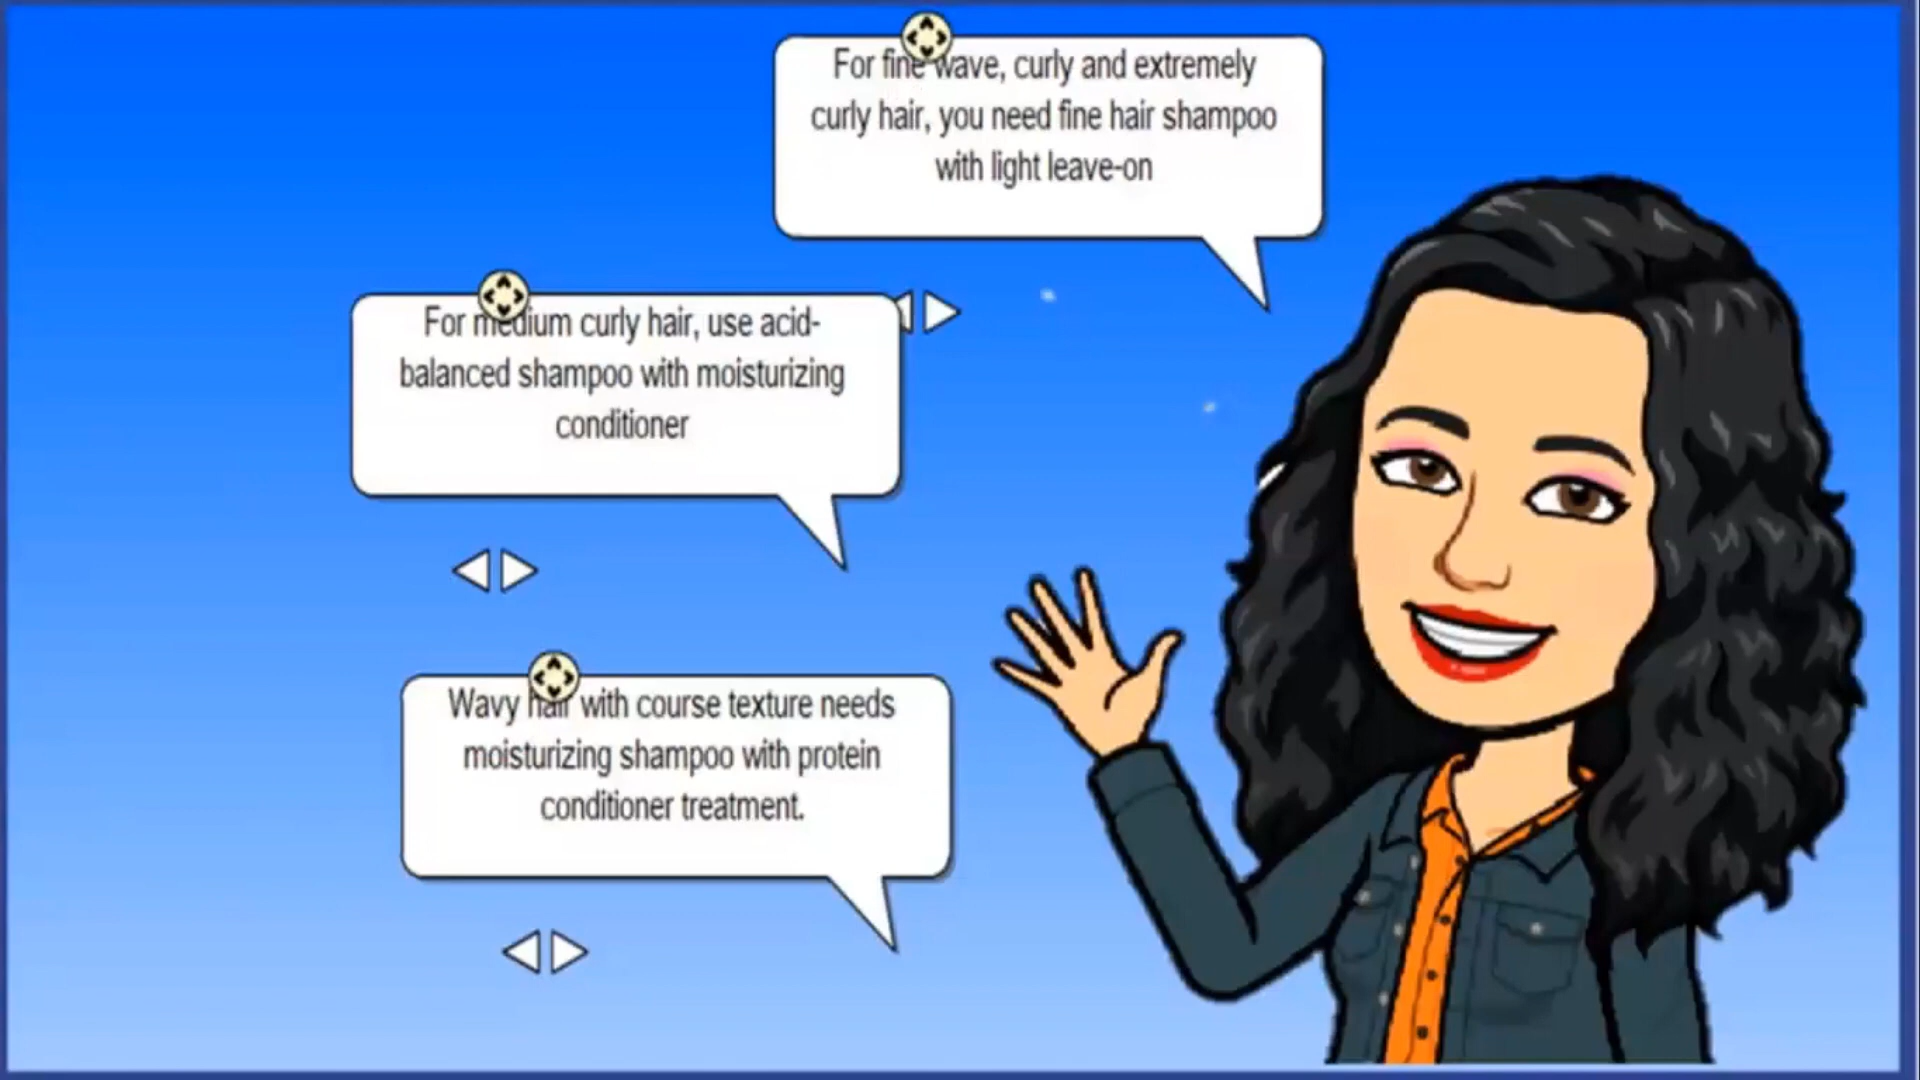 For fine wave, curly and extremely
curly hair, you need fine hair shampoo
with light leave-on
For medium curly hair, use acid-
balanced shampoo with moisturizing
conditioner
Wavy hair with course texture needs
moisturizing shampoo with protein
conditioner treatment.